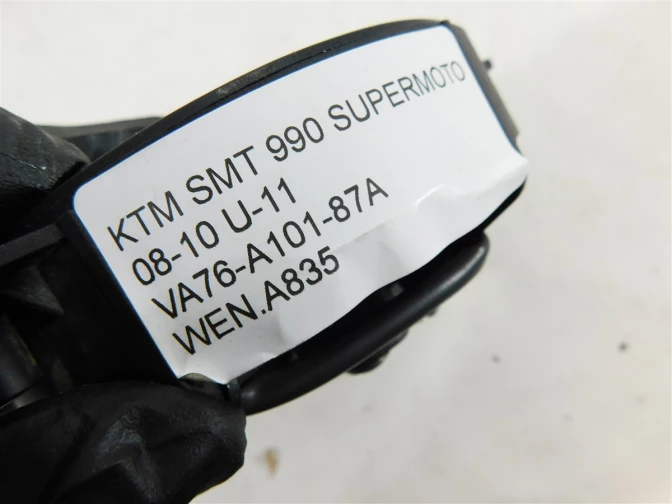 KTM SMT 990 SUPERMOTO
08-10 U-11
VA76-A101-87A
WEN.A835